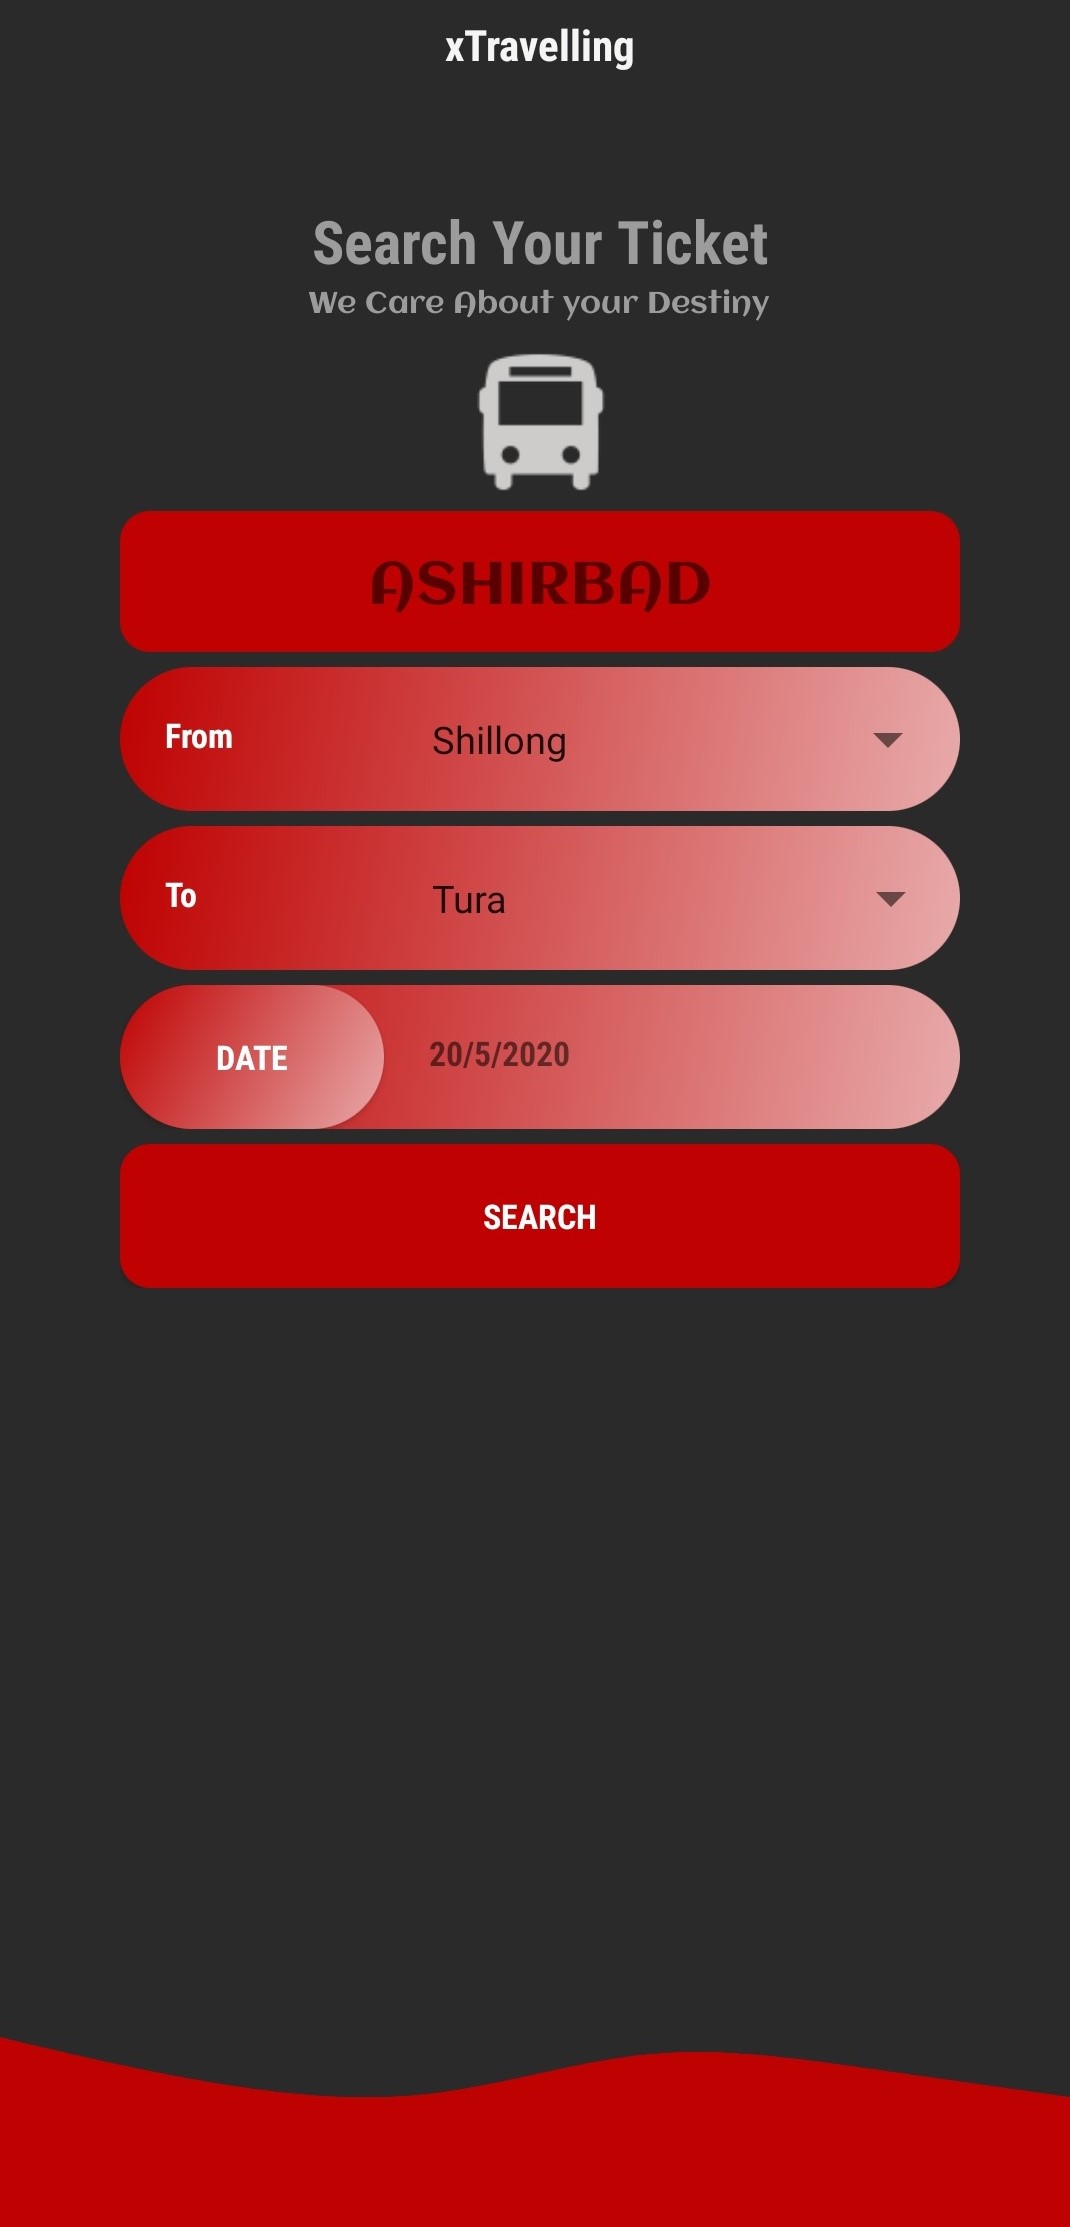 xTravelling
Search Your Ticket
We Care About your Destiny
ASHIRBAD
From Shillong
To Tura
DATE 20/5/2020
SEARCH